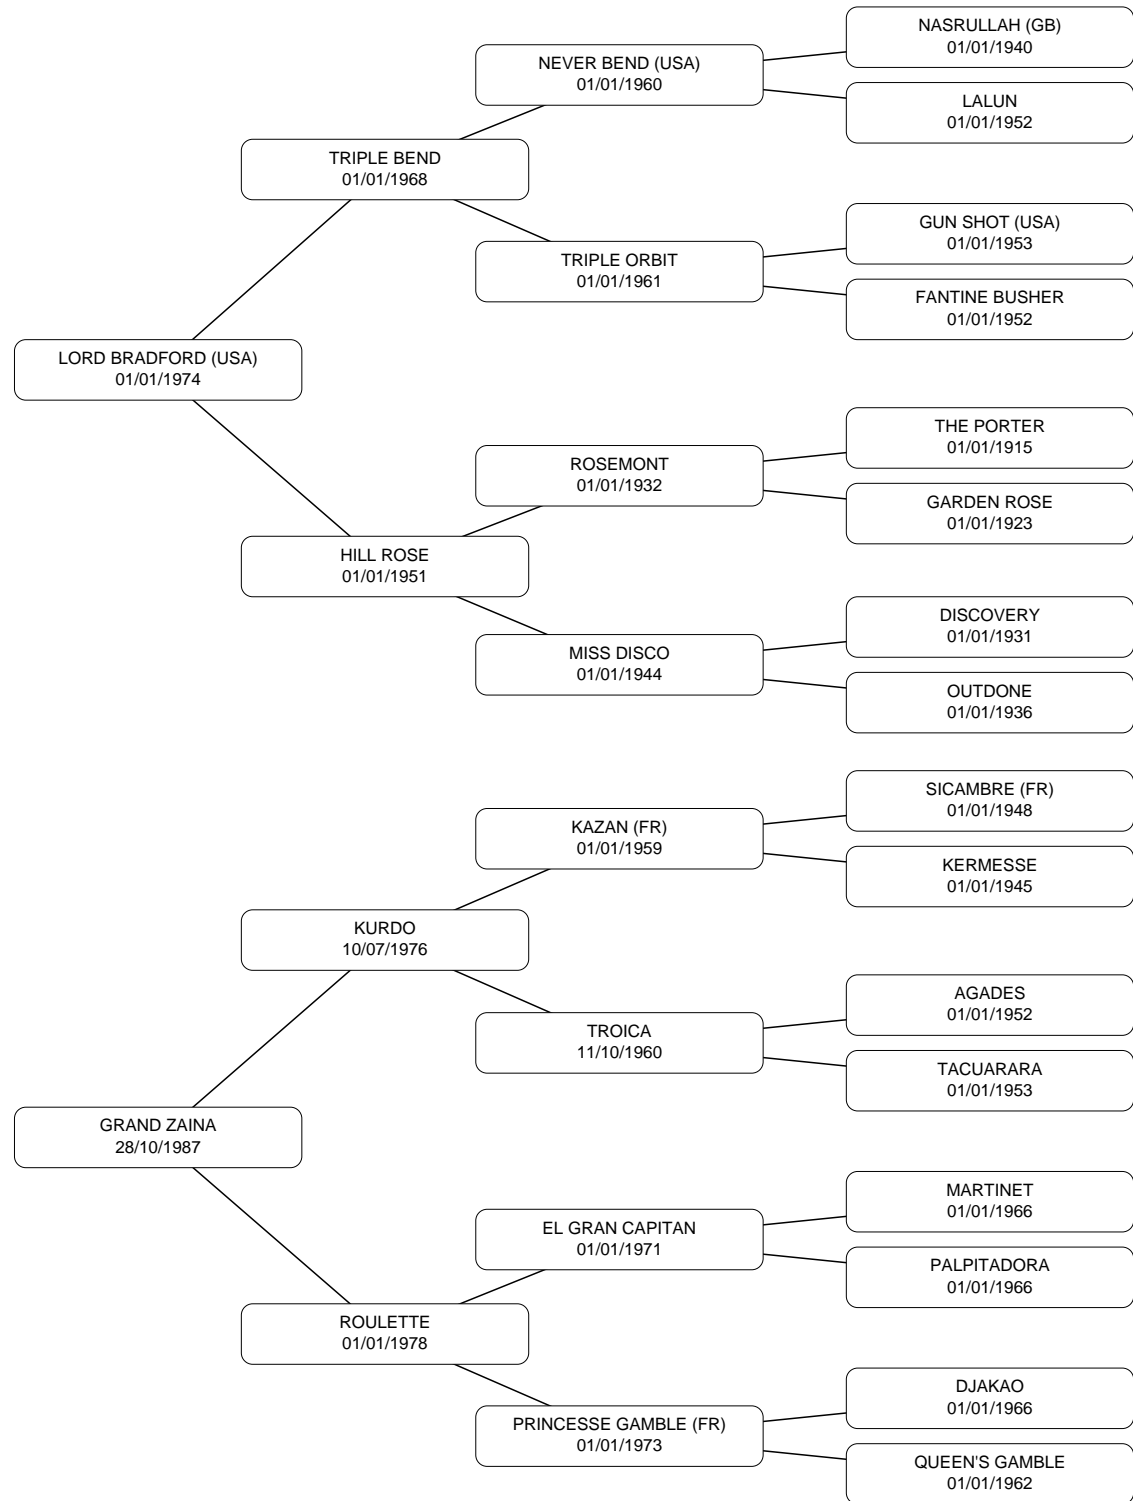 NASRULLAH (GB)
01/01/1940
NEVER BEND (USA)
01/01/1960
LALUN
01/01/1952
TRIPLE BEND
01/01/1968
GUN SHOT (USA)
01/01/1953
TRIPLE ORBIT
01/01/1961
FANTINE BUSHER
01/01/1952
LORD BRADFORD (USA)
01/01/1974
THE PORTER
01/01/1915
ROSEMONT
01/01/1932
GARDEN ROSE
01/01/1923
HILL ROSE
01/01/1951
DISCOVERY
01/01/1931
MISS DISCO
01/01/1944
OUTDONE
01/01/1936
SICAMBRE (FR)
01/01/1948
KAZAN (FR)
01/01/1959
KERMESSE
01/01/1945
KURDO
10/07/1976
AGADES
01/01/1952
TROICA
11/10/1960
TACUARARA
01/01/1953
GRAND ZAINA
28/10/1987
MARTINET
01/01/1966
EL GRAN CAPITAN
01/01/1971
PALPITADORA
01/01/1966
ROULETTE
01/01/1978
DJAKAO
01/01/1966
PRINCESSE GAMBLE (FR)
01/01/1973
QUEEN'S GAMBLE
01/01/1962